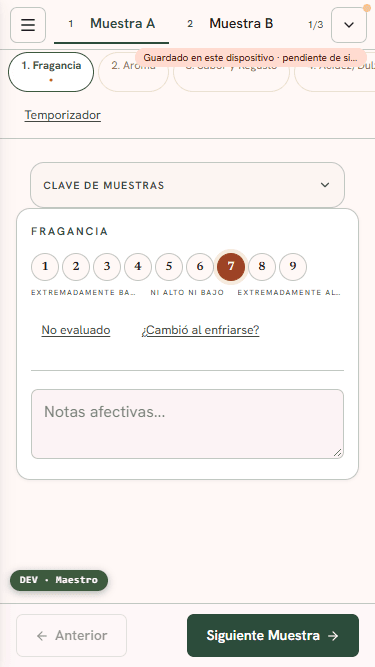 1 Muestra A 2 Muestra B 1/3
Guardado en este dispositivo · pendiente de si...
1. Fragancia 2. Aroma
Temporizador
CLAVE DE MUESTRAS
FRAGANCIA
1 2 3 4 5 6 7 8 9
EXTREMADAMENTE BA... NI ALTO NI BAJO EXTREMADAMENTE AL...
No evaluado ¿Cambió al enfriarse?
Notas afectivas...
DEV · Maestro
← Anterior Siguiente Muestra →